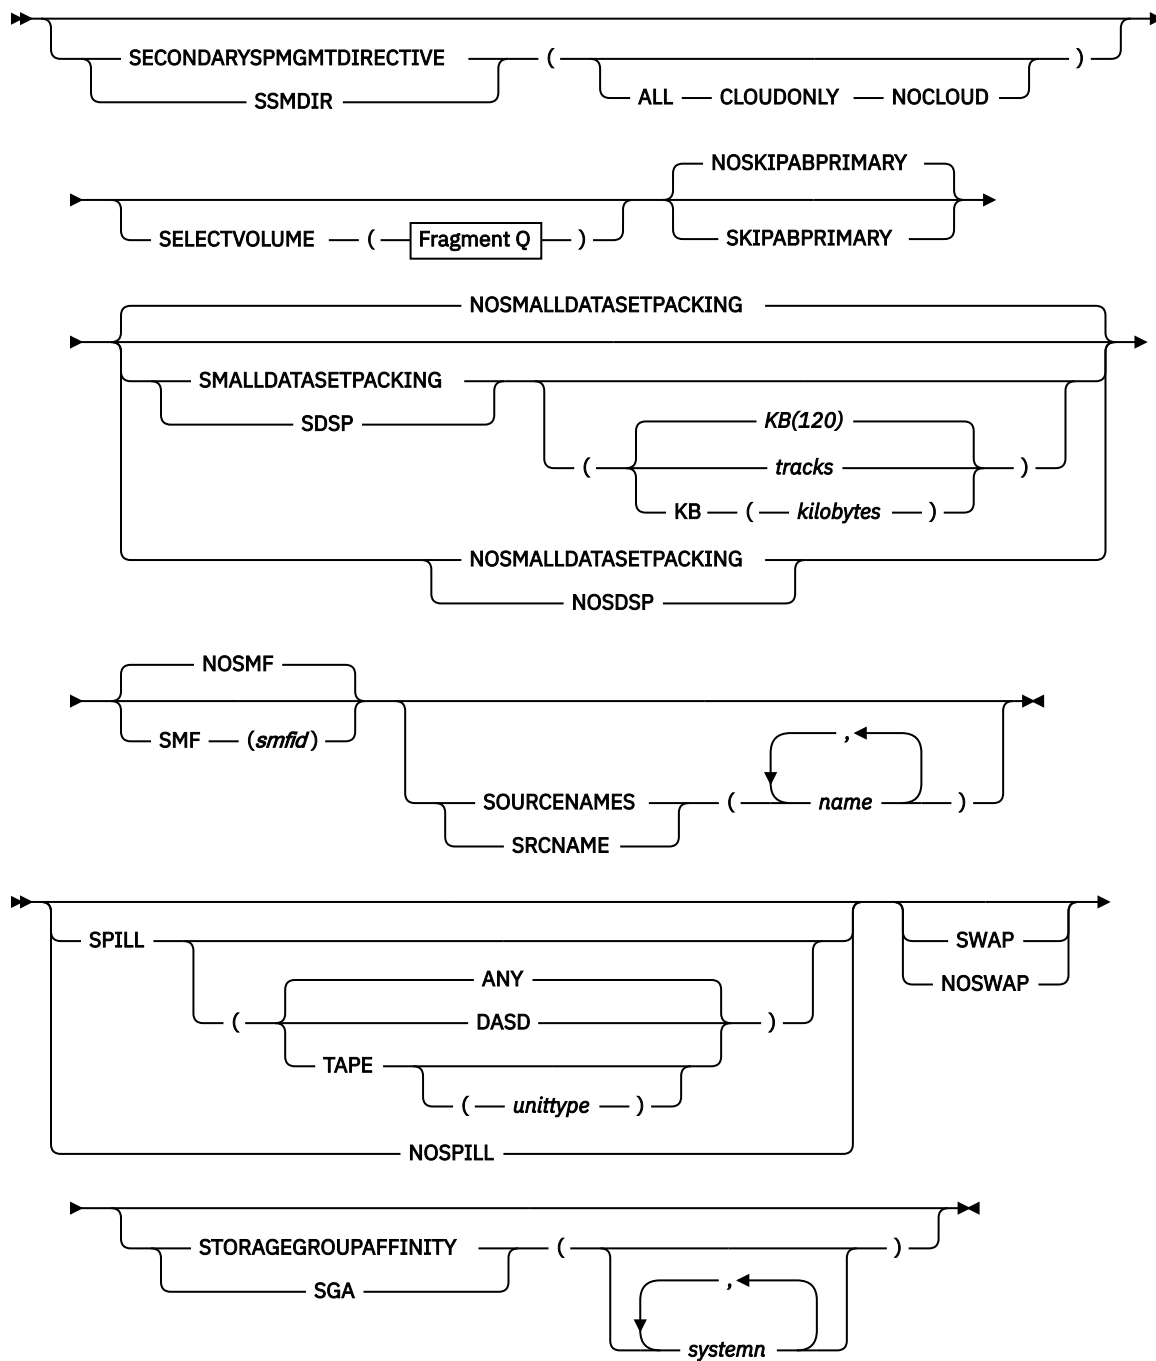 SECONDARYSPMGMTDIRECTIVE ( )
SSMDIR
ALL CLOUDONLY NOCLOUD
NOSKIPABPRIMARY
SELECTVOLUME ( Fragment Q )
SKIPABPRIMARY
NOSMALLDATASETPACKING
SMALLDATASETPACKING
SDSP
KB(120)
( tracks )
KB ( kilobytes )
NOSMALLDATASETPACKING
NOSDSP
NOSMF
SMF (smfid)
,
SOURCENAMES ( name )
SRCNAME
SPILL
SWAP
ANY
NOSWAP
( DASD )
TAPE
( unittype )
NOSPILL
STORAGEGROUPAFFINITY ( )
SGA
,
systemn